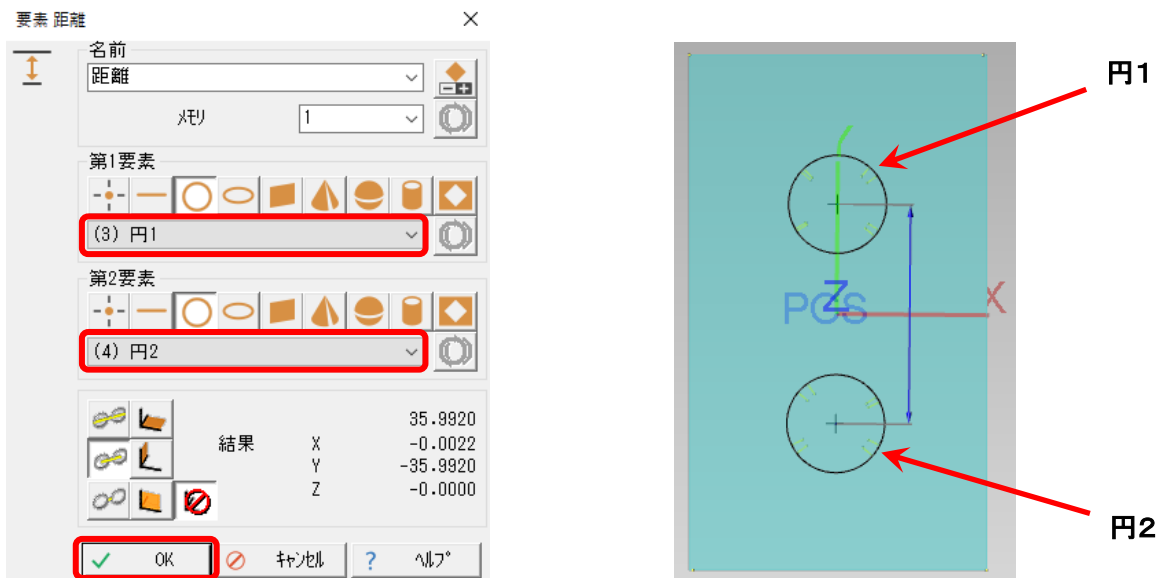 要素 距離
名前
距離
メモリ
1
第1要素
(3) 円1
第2要素
(4) 円2
結果
35.9920
X -0.0022
Y -35.9920
Z -0.0000
OK
キャンセル
? ヘルプ
円1
PCS
Z
X
円2